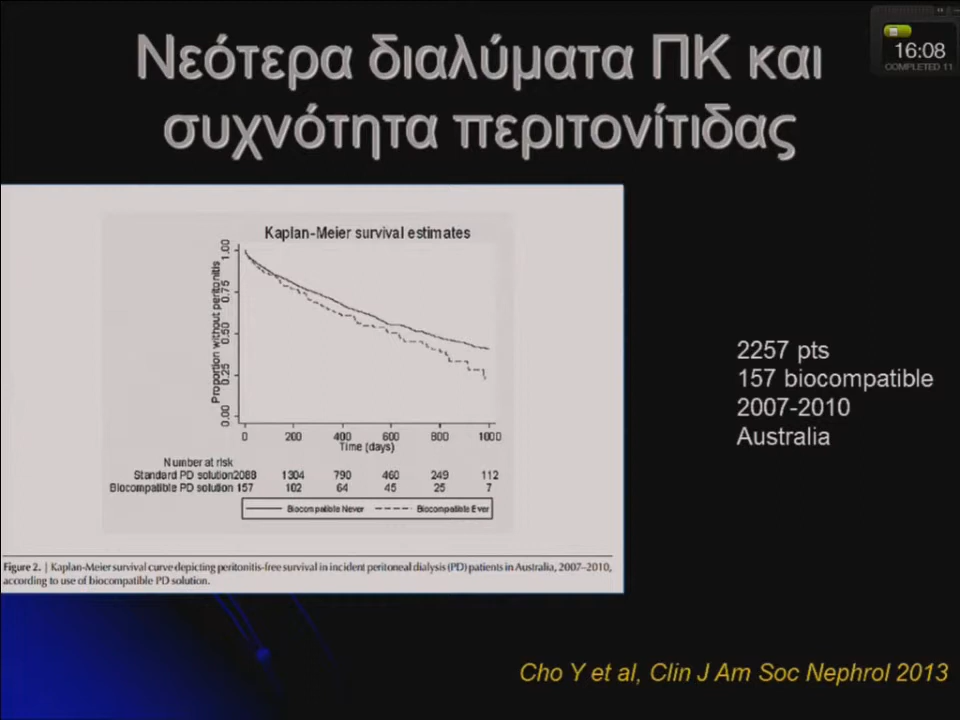 Νεότερα διαλύματα ΠΚ και
συχνότητα περιτονίτιδας
16:08
COMPLETED 11
Kaplan-Meier survival estimates
Proportion without peritonitis
1.00
0.75
0.50
0.25
0.00
0 200 400 600 800 1000
Time (days)
Number at risk
Standard PD solution 2088 1304 790 460 249 112
Biocompatible PD solution 157 102 64 45 25 7
Biocompatible Never Biocompatible Ever
Figure 2. | Kaplan-Meier survival curve depicting peritonitis-free survival in incident peritoneal dialysis (PD) patients in Australia, 2007–2010,
according to use of biocompatible PD solution.
2257 pts
157 biocompatible
2007-2010
Australia
Cho Y et al, Clin J Am Soc Nephrol 2013